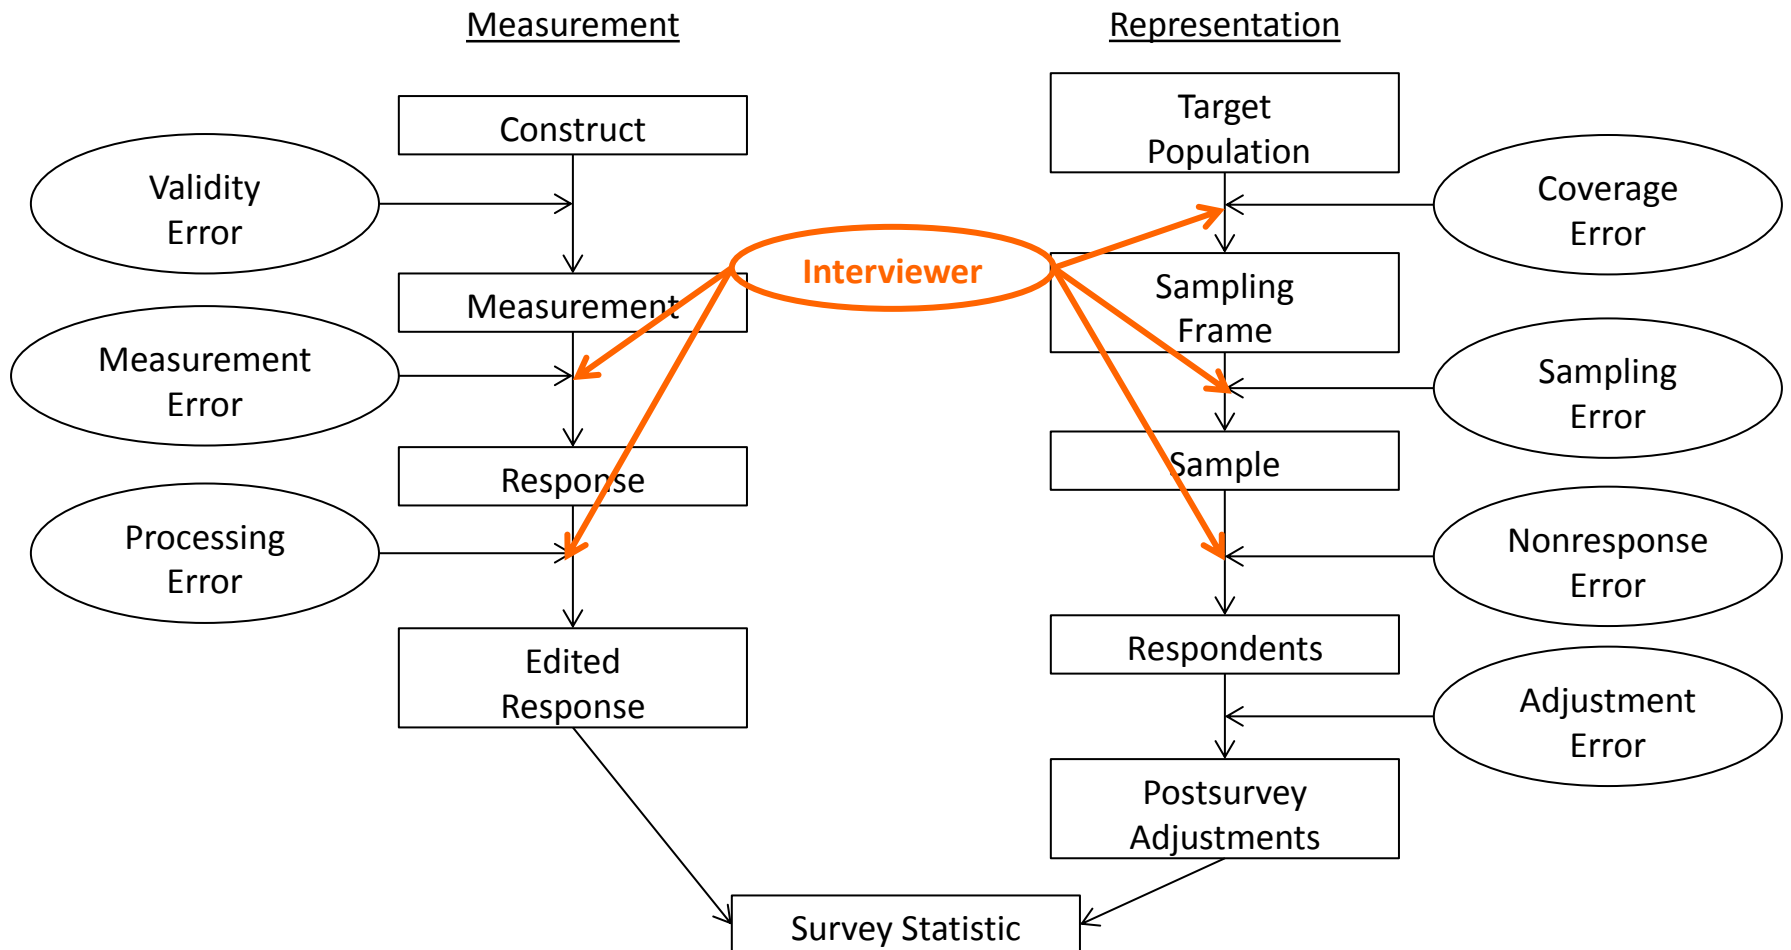 Measurement
Representation
Construct
Target
Population
Validity
Error
Coverage
Error
Interviewer
Measurement
Sampling
Frame
Measurement
Error
Sampling
Error
Response
Sample
Processing
Error
Nonresponse
Error
Edited
Response
Respondents
Adjustment
Error
Postsurvey
Adjustments
Survey Statistic